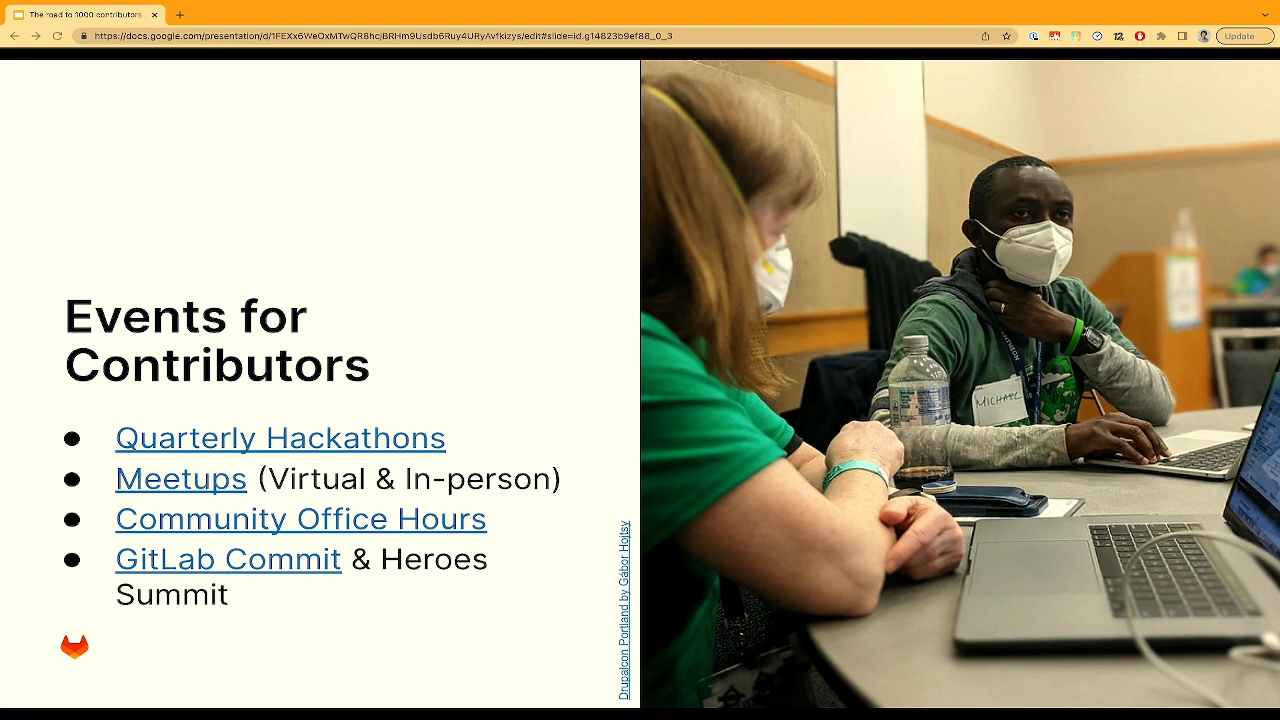 The road to 1000 contributors
https://docs.google.com/presentation/d/1FEXx6WeOxMTwQR8hcJBRHm9Usdb6Ruy4URyAvfkizys/edit#slide=id.g14823b9ef88_0_3
Update
Events for
Contributors
Quarterly Hackathons
Meetups (Virtual & In-person)
Community Office Hours
GitLab Commit & Heroes
Summit
Drupalcon Portland by Gábor Hojtsy
MICHAEL